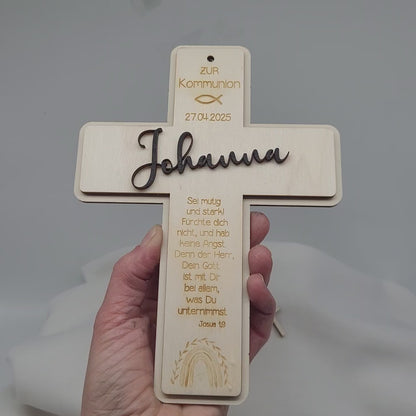 ZUR
Kommunion
27.04.2025
Johanna
Sei mutig
und stark!
Fürchte dich
nicht, und hab
keine Angst.
Denn der Herr,
Dein Gott
ist mit Dir
bei allem,
was Du
unternimmst.
Josua 1,9